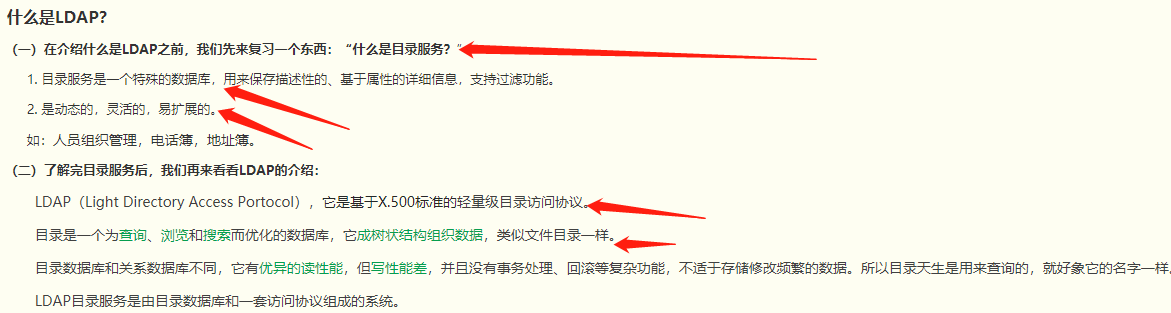 什么是LDAP?
（一）在介绍什么是LDAP之前，我们先来复习一个东西：“什么是目录服务？”
1. 目录服务是一个特殊的数据库，用来保存描述性的、基于属性的详细信息，支持过滤功能。
2. 是动态的，灵活的，易扩展的。
如：人员组织管理，电话簿，地址簿。
（二）了解完目录服务后，我们再来看看LDAP的介绍：
LDAP（Light Directory Access Portocol），它是基于X.500标准的轻量级目录访问协议。
目录是一个为查询、浏览和搜索而优化的数据库，它成树状结构组织数据，类似文件目录一样。
目录数据库和关系数据库不同，它有优异的读性能，但写性能差，并且没有事务处理、回滚等复杂功能，不适于存储修改频繁的数据。所以目录天生是用来查询的，就好象它的名字一样。
LDAP目录服务是由目录数据库和一套访问协议组成的系统。